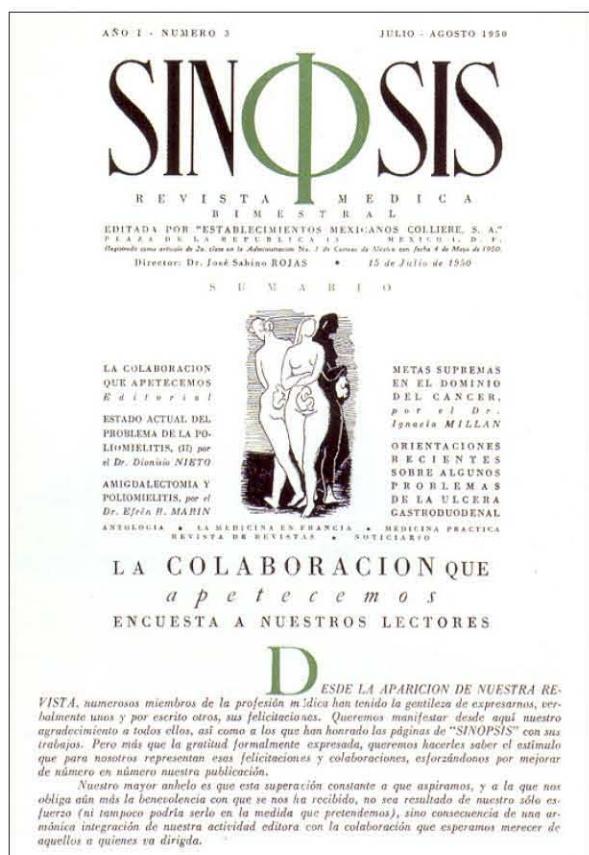 AÑO I - NUMERO 3 JULIO - AGOSTO 1950
SINOPSIS
REVISTA MEDICA
BIMESTRAL
EDITADA POR "ESTABLECIMIENTOS MEXICANOS COLLIERE, S. A."
PLAZA DE LA REPUBLICA 13 MEXICO 1, D. F.
Registrado como artículo de 2a. clase en la Administración No. 1 de Correos de México con fecha 4 de Mayo de 1950.
Director: Dr. José Sabino ROJAS • 15 de Julio de 1950
SUMARIO
LA COLABORACION
QUE APETECEMOS
Editorial
ESTADO ACTUAL DEL
PROBLEMA DE LA PO-
LIOMIELITIS, (II) por
el Dr. Dionisio NIETO
AMIGDALECTOMIA Y
POLIOMIELITIS, por el
Dr. Efrén R. MARIN
METAS SUPREMAS
EN EL DOMINIO
DEL CANCER,
por el Dr.
Ignacio MILLAN
ORIENTACIONES
RECIENTES
SOBRE ALGUNOS
PROBLEMAS
DE LA ULCERA
GASTRODUODENAL
ANTOLOGIA • LA MEDICINA EN FRANCIA • MEDICINA PRACTICA
REVISTA DE REVISTAS • NOTICIARIO
LA COLABORACION QUE
apetecemos
ENCUESTA A NUESTROS LECTORES
DESDE LA APARICION DE NUESTRA RE-
VISTA, numerosos miembros de la profesión médica han tenido la gentileza de expresarnos, ver-
balmente unos y por escrito otros, sus felicitaciones. Queremos manifestar desde aquí nuestro
agradecimiento a todos ellos, así como a los que han honrado las páginas de "SINOPSIS" con sus
trabajos. Pero más que la gratitud formalmente expresada, queremos hacerles saber el estímulo
que para nosotros representan esas felicitaciones y colaboraciones, esforzándonos por mejorar
de número en número nuestra publicación.
Nuestro mayor anhelo es que esta superación constante a que aspiramos, y a la que nos
obliga aún más la benevolencia con que se nos ha recibido, no sea resultado de nuestro sólo es-
fuerzo (ni tampoco podría serlo en la medida que pretendemos), sino consecuencia de una ar-
mónica integración de nuestra actividad editora con la colaboración que esperamos merecer de
aquellos a quienes va dirigda.